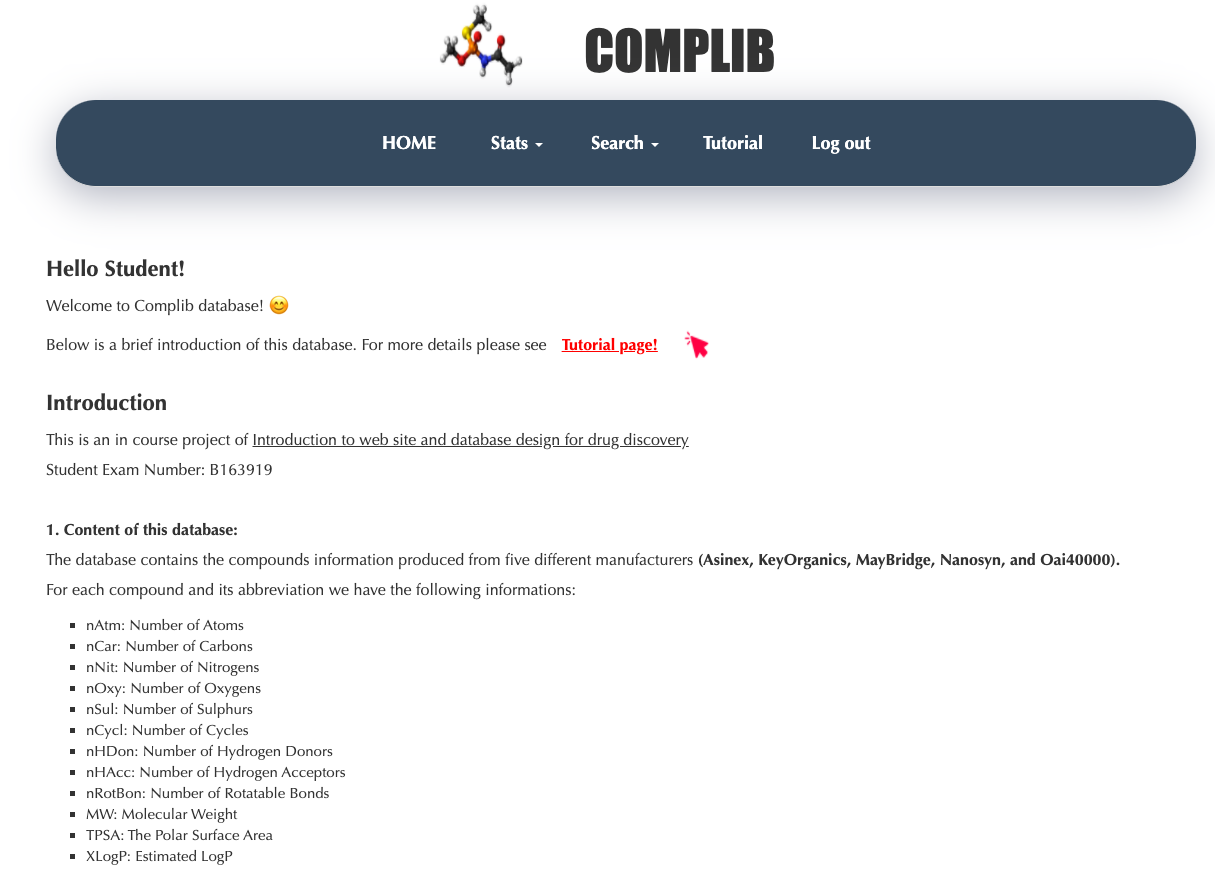 COMPLIB
HOME Stats Search Tutorial Log out
Hello Student!
Welcome to Complib database! 😊
Below is a brief introduction of this database. For more details please see Tutorial page!
Introduction
This is an in course project of Introduction to web site and database design for drug discovery
Student Exam Number: B163919
1. Content of this database:
The database contains the compounds information produced from five different manufacturers (Asinex, KeyOrganics, MayBridge, Nanosyn, and Oai40000).
For each compound and its abbreviation we have the following informations:
nAtm: Number of Atoms
nCar: Number of Carbons
nNit: Number of Nitrogens
nOxy: Number of Oxygens
nSul: Number of Sulphurs
nCycl: Number of Cycles
nHDon: Number of Hydrogen Donors
nHAcc: Number of Hydrogen Acceptors
nRotBon: Number of Rotatable Bonds
MW: Molecular Weight
TPSA: The Polar Surface Area
XLogP: Estimated LogP